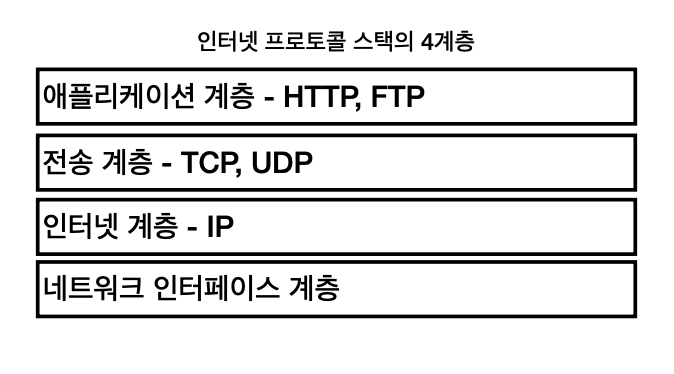 인터넷 프로토콜 스택의 4계층
애플리케이션 계층 - HTTP, FTP
전송 계층 - TCP, UDP
인터넷 계층 - IP
네트워크 인터페이스 계층